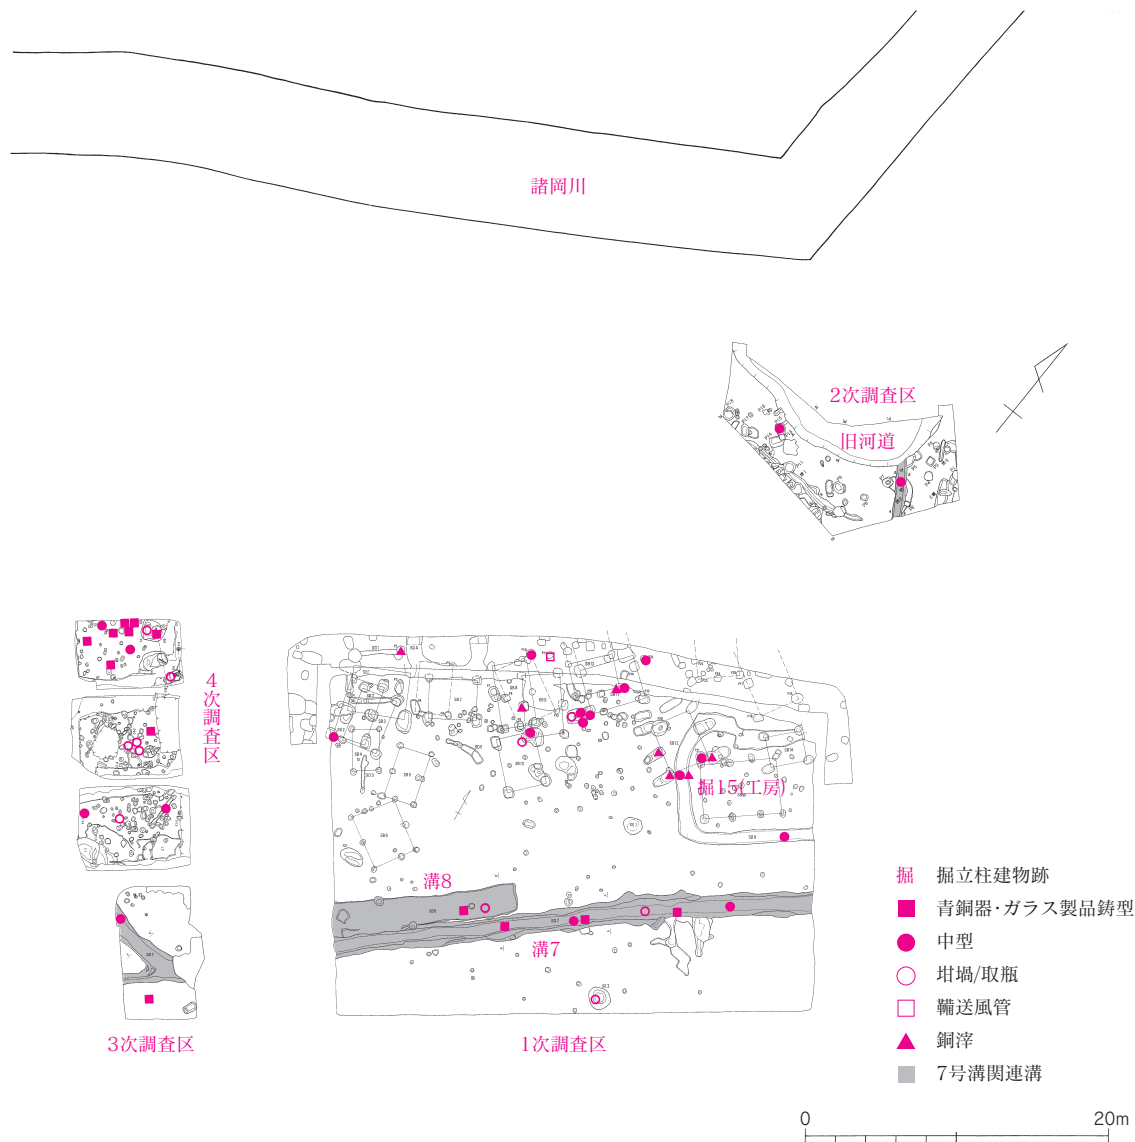 諸岡川
2次調査区
旧河道
4次調査区
掘15(工房)
溝8
溝7
3次調査区
1次調査区
掘 掘立柱建物跡
青銅器・ガラス製品鋳型
中型
坩堝/取瓶
鞴送風管
銅滓
7号溝関連溝
0 20m